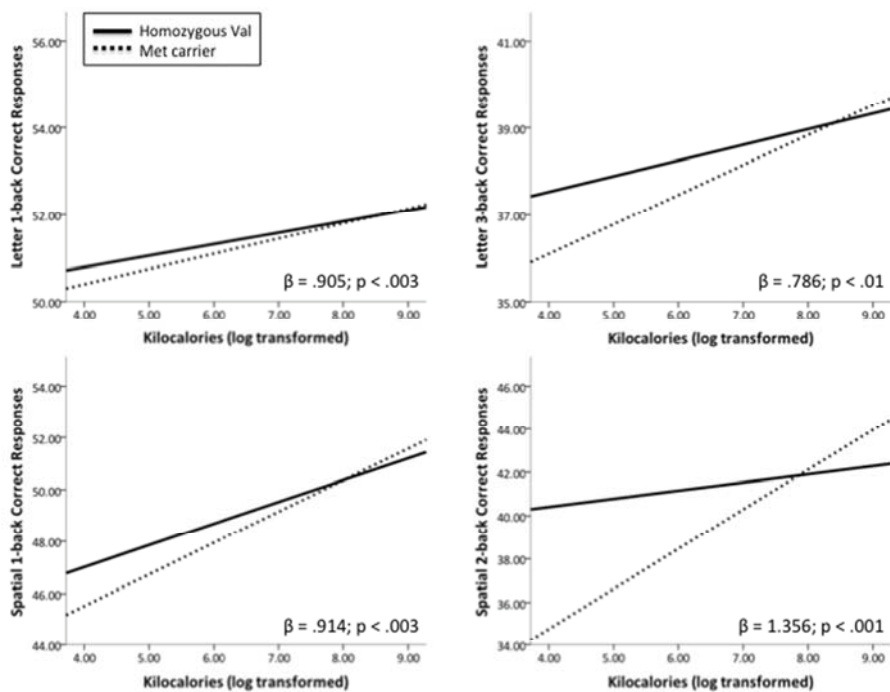 Homozygous Val
Met carrier
Letter 1-back Correct Responses
56.00
54.00
52.00
50.00
β = .905; p < .003
4.00 5.00 6.00 7.00 8.00 9.00
Kilocalories (log transformed)
Letter 3-back Correct Responses
41.00
39.00
37.00
35.00
β = .786; p < .01
4.00 5.00 6.00 7.00 8.00 9.00
Kilocalories (log transformed)
Spatial 1-back Correct Responses
54.00
52.00
50.00
48.00
46.00
44.00
β = .914; p < .003
4.00 5.00 6.00 7.00 8.00 9.00
Kilocalories (log transformed)
Spatial 2-back Correct Responses
46.00
44.00
42.00
40.00
38.00
36.00
34.00
β = 1.356; p < .001
4.00 5.00 6.00 7.00 8.00 9.00
Kilocalories (log transformed)